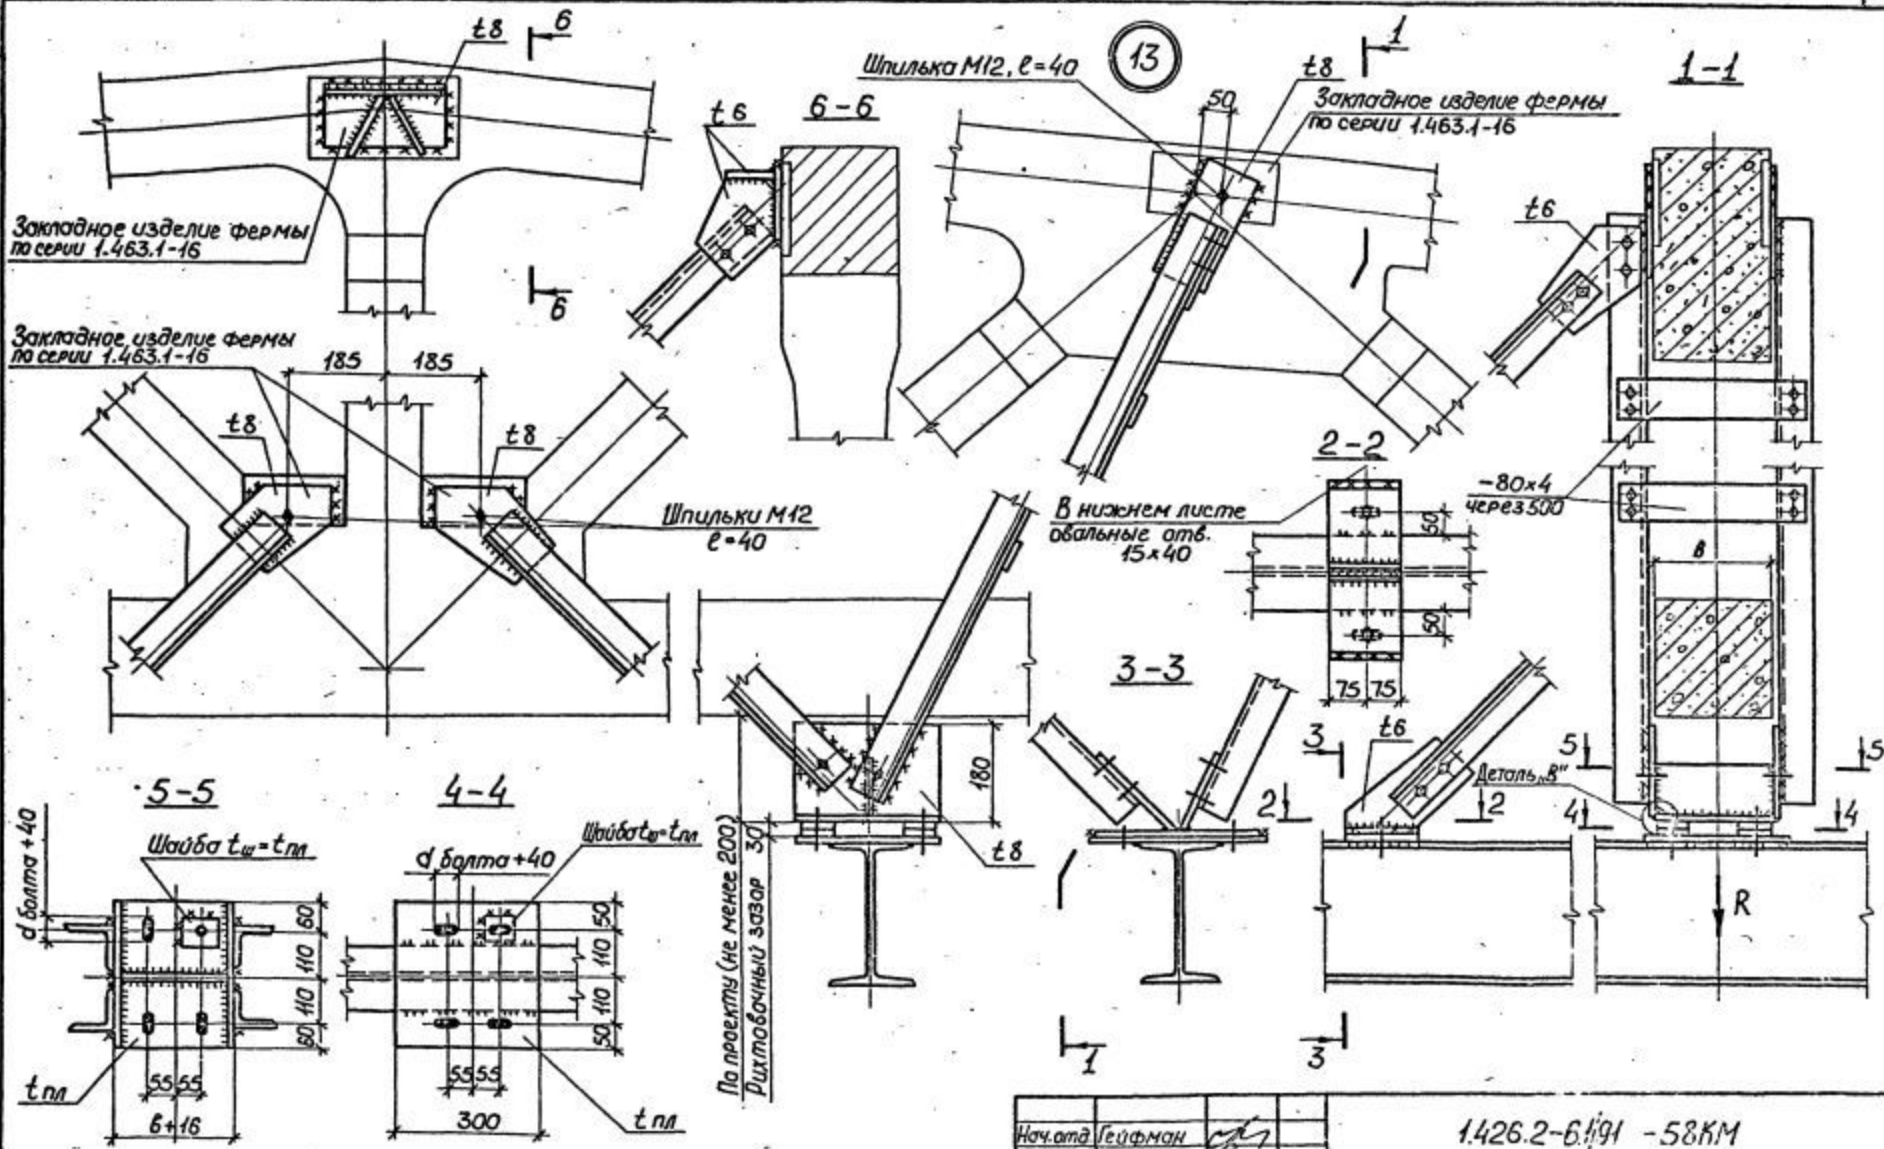 t8
6
6
Закладное изделие фермы
по серии 1.463.1-16
Закладное изделие фермы
по серии 1.463.1-16
185
185
t8
t8
Шпильки М12
ℓ=40
6-6
t6
13
Шпилька М12, ℓ=40
50
t8
1
Закладное изделие фермы
по серии 1.463.1-16
1-1
t6
2-2
В нижнем листе
овальные отв.
15×40
50
50
75
75
-80×4
через 500
в
3-3
180
t8
По проекту (не менее 200)
Рихтовочный зазор 30
3
t6
2
2
3
1
Деталь „В"
5
5
4
4
R
5-5
Шайба tш=tпл
d болта+40
60
110
110
60
tпл
55
55
в+16
4-4
Шайба tш=tпл
d болта+40
50
110
110
50
55
55
300
tпл
Нач.отд
Гейфман
1.426.2-6.1/91 -58КМ